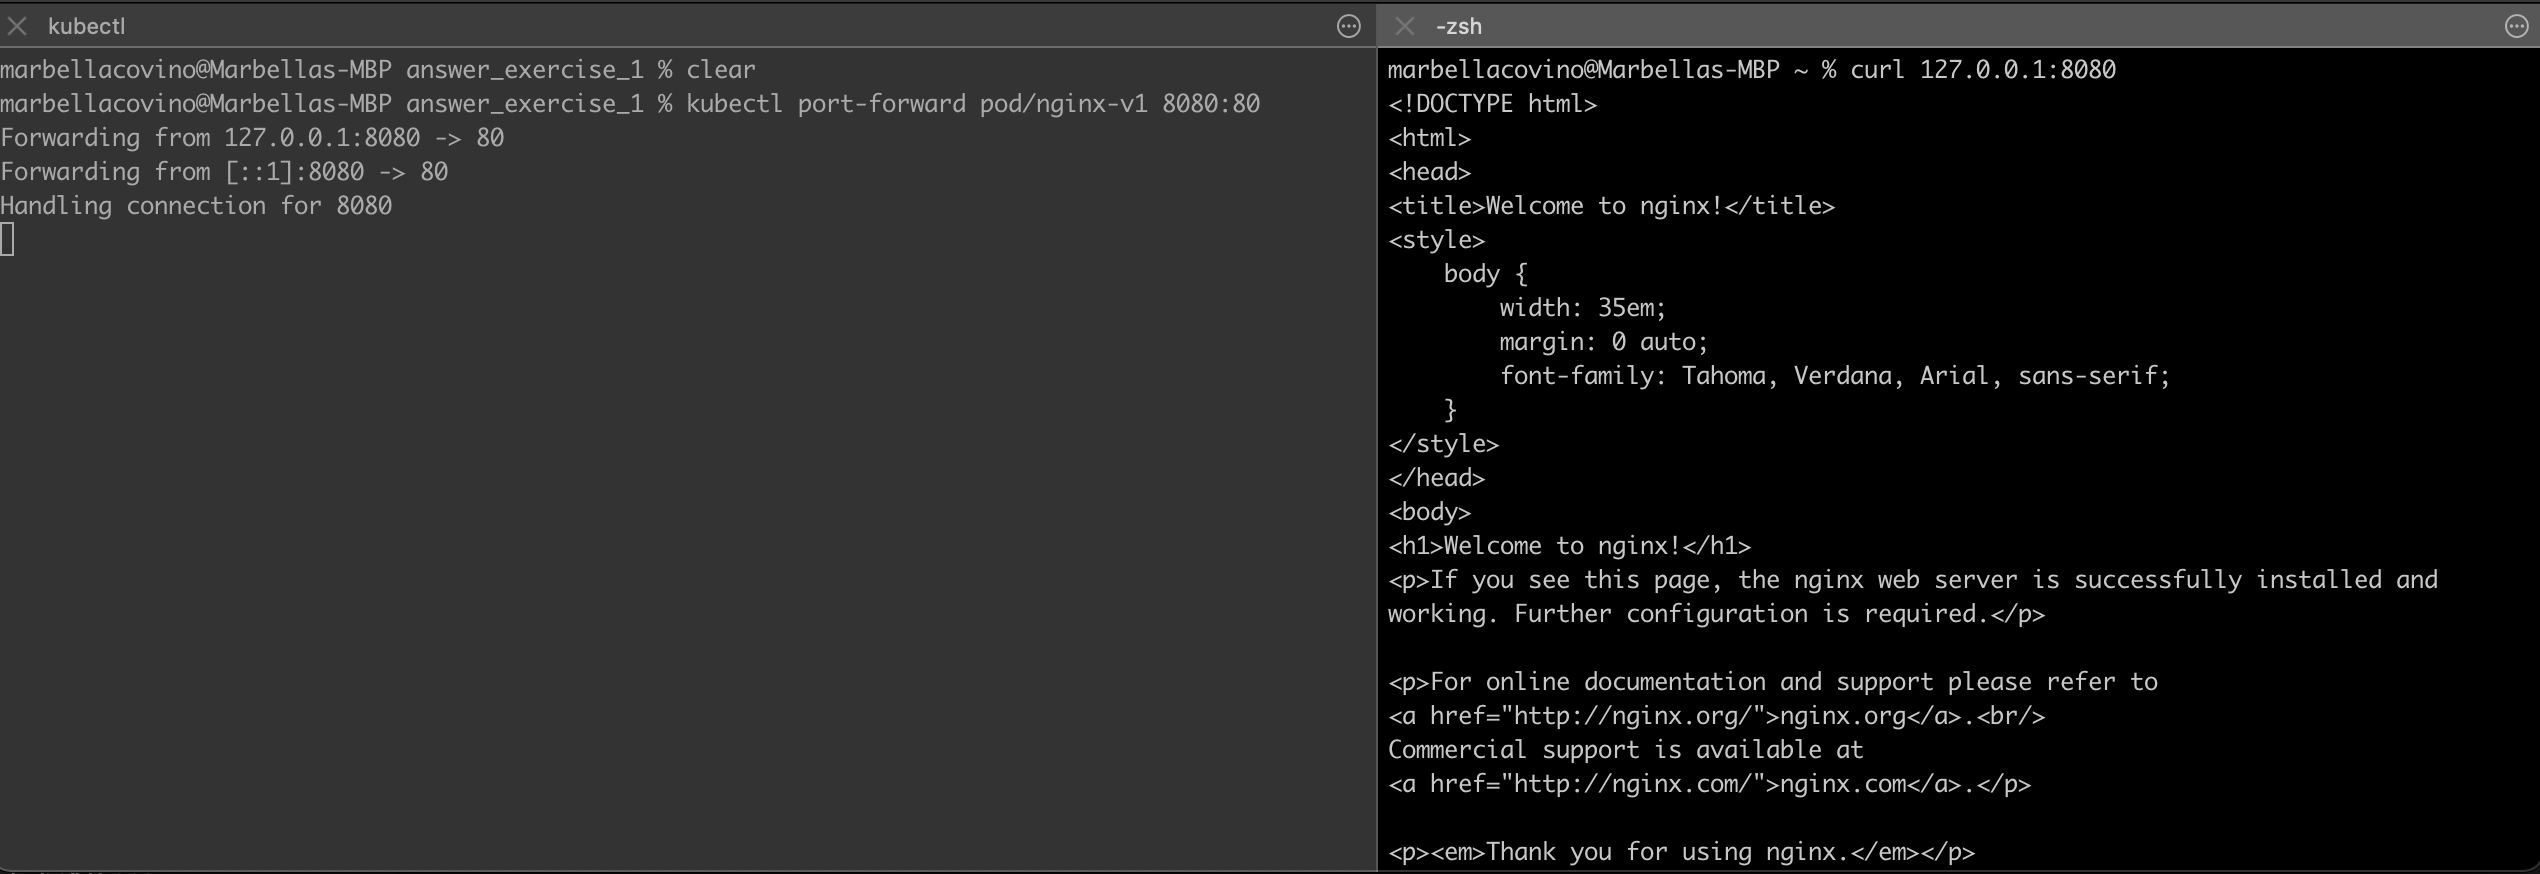 kubectl
marbellacovino@Marbellas-MBP answer_exercise_1 % clear
marbellacovino@Marbellas-MBP answer_exercise_1 % kubectl port-forward pod/nginx-v1 8080:80
Forwarding from 127.0.0.1:8080 -> 80
Forwarding from [::1]:8080 -> 80
Handling connection for 8080
-zsh
marbellacovino@Marbellas-MBP ~ % curl 127.0.0.1:8080
<!DOCTYPE html>
<html>
<head>
<title>Welcome to nginx!</title>
<style>
    body {
        width: 35em;
        margin: 0 auto;
        font-family: Tahoma, Verdana, Arial, sans-serif;
    }
</style>
</head>
<body>
<h1>Welcome to nginx!</h1>
<p>If you see this page, the nginx web server is successfully installed and
working. Further configuration is required.</p>

<p>For online documentation and support please refer to
<a href="http://nginx.org/">nginx.org</a>.<br/>
Commercial support is available at
<a href="http://nginx.com/">nginx.com</a>.</p>

<p><em>Thank you for using nginx.</em></p>